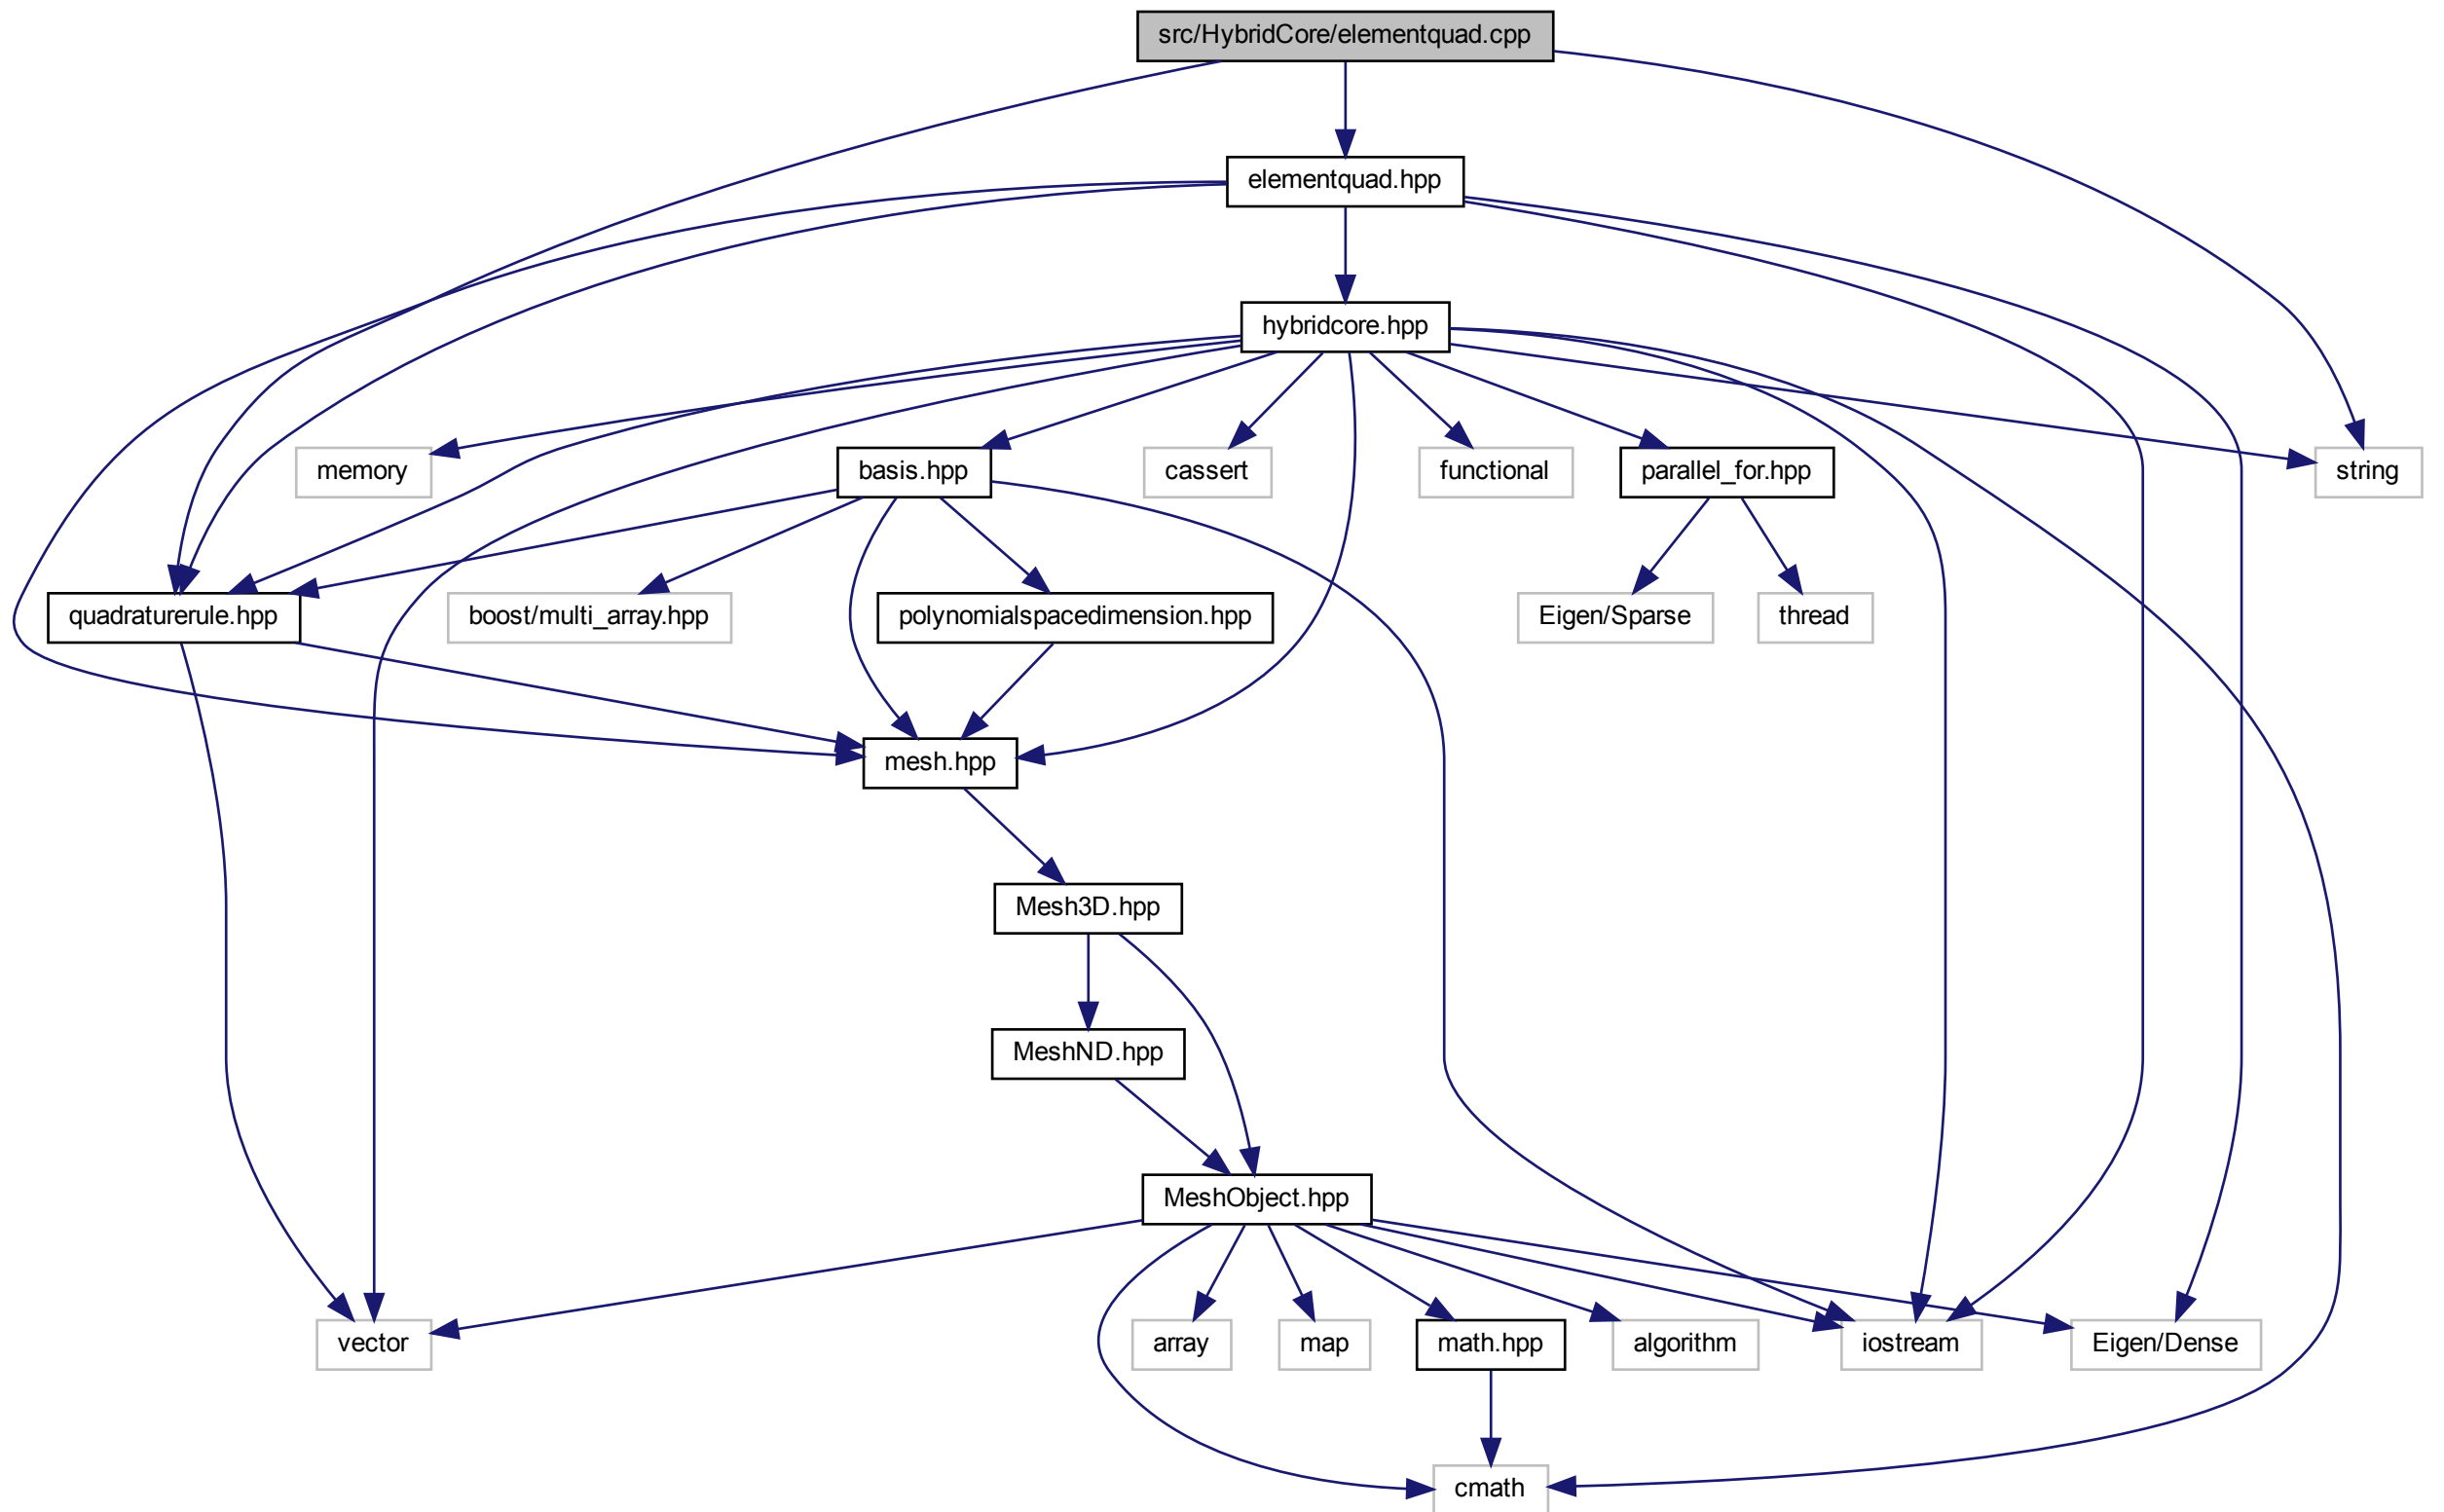 src/HybridCore/elementquad.cpp
elementquad.hpp
hybridcore.hpp
memory
basis.hpp
cassert
functional
parallel_for.hpp
string
quadraturerule.hpp
boost/multi_array.hpp
polynomialspacedimension.hpp
Eigen/Sparse
thread
mesh.hpp
Mesh3D.hpp
MeshND.hpp
MeshObject.hpp
vector
array
map
math.hpp
algorithm
iostream
Eigen/Dense
cmath